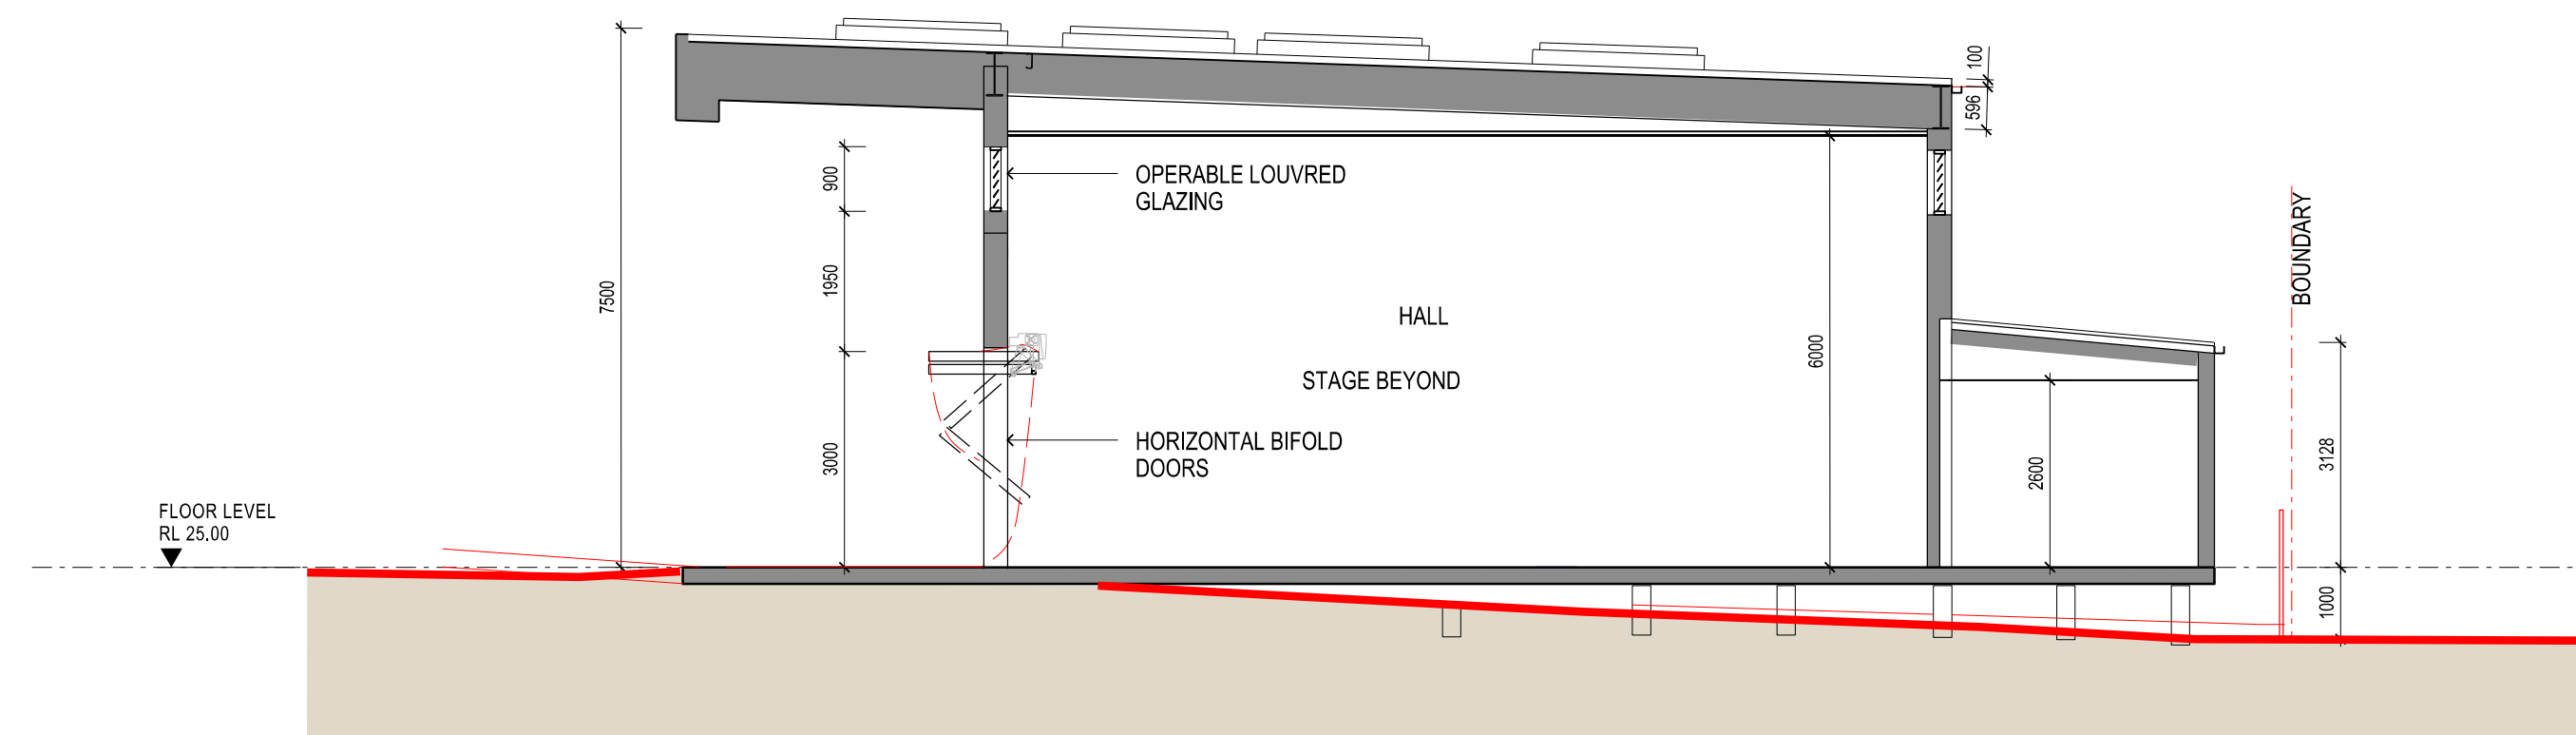 100
596
900
OPERABLE LOUVRED
GLAZING
BOUNDARY
1950
7500
HALL
6000
STAGE BEYOND
3128
HORIZONTAL BIFOLD
DOORS
3000
2600
FLOOR LEVEL
RL 25.00
1000